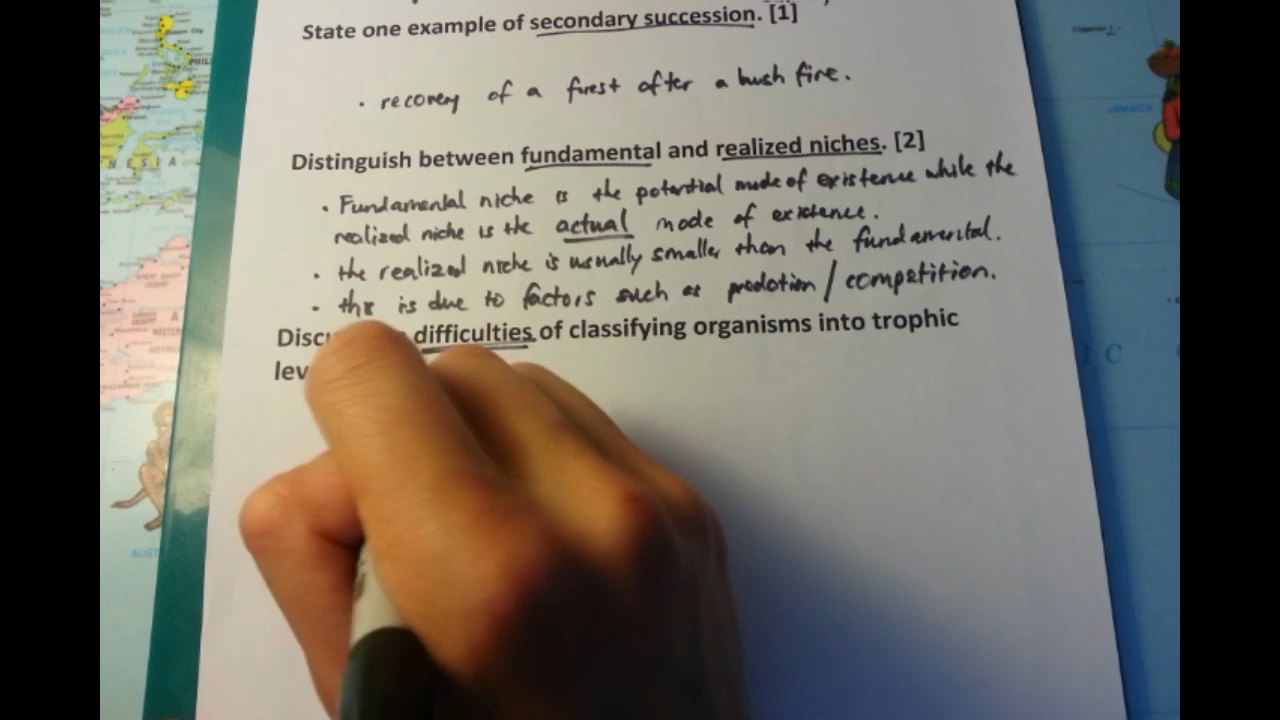 State one example of secondary succession. [1]
· recovery of a forest after a bush fire.
Distinguish between fundamental and realized niches. [2]
· Fundamental niche is the potential mode of existence while the
realized niche is the actual mode of existence.
· the realized niche is usually smaller than the fundamental.
· this is due to factors such as predation / competition.
difficulties of classifying organisms into trophic
PHIL
NESIA
JAMAICA